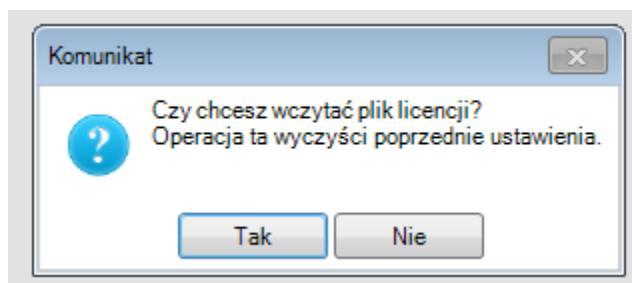 Komunikat
Czy chcesz wczytać plik licencji?
Operacja ta wyczyści poprzednie ustawienia.
Tak
Nie